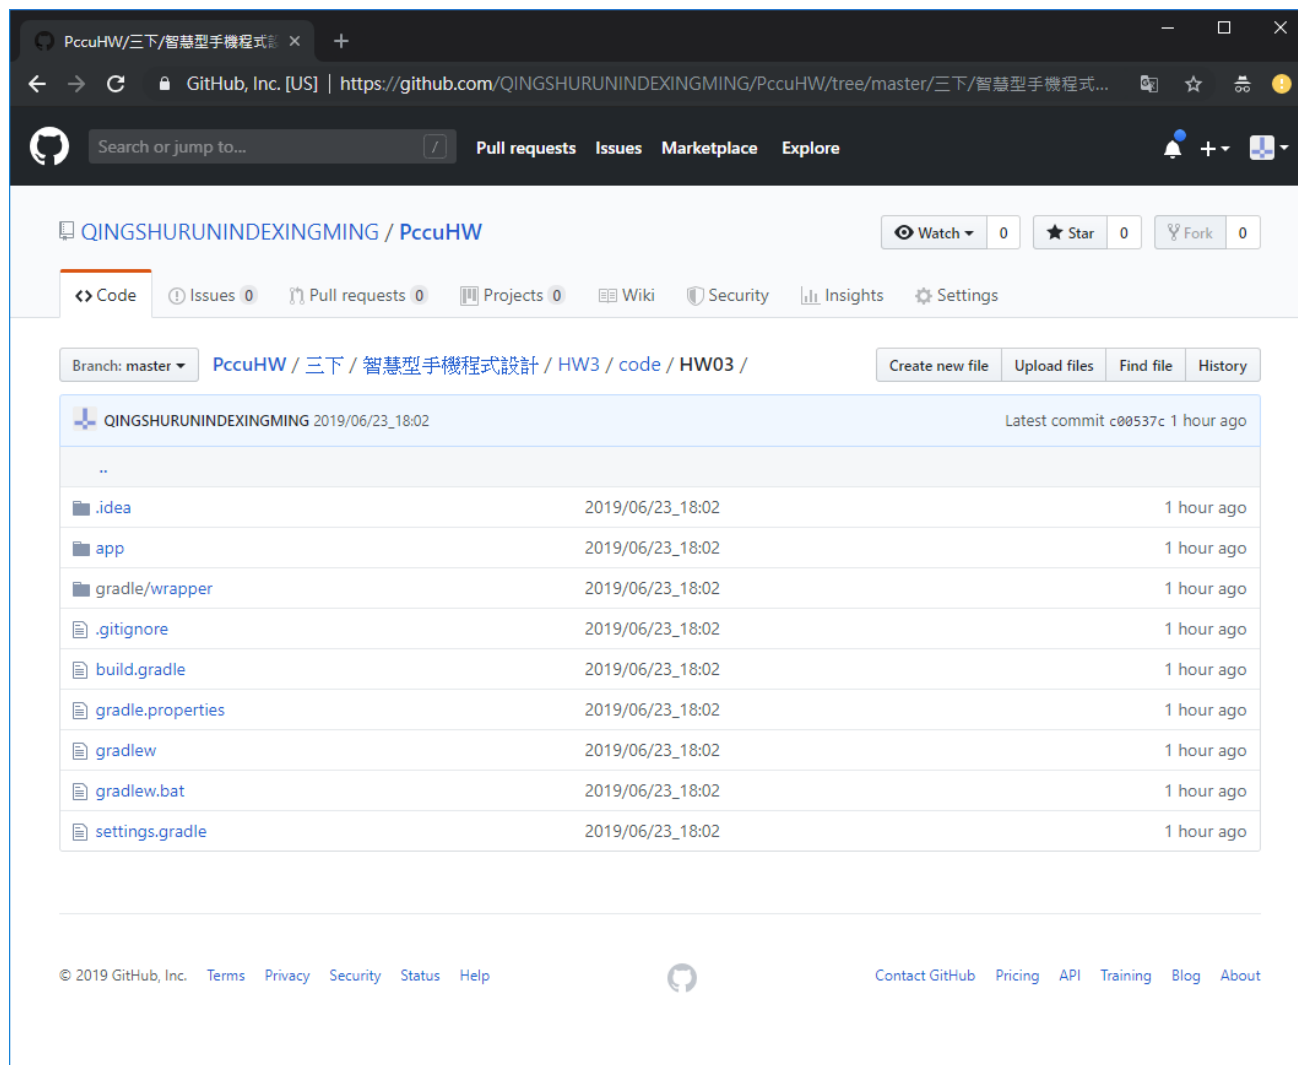 PccuHW/三下/智慧型手機程式
GitHub, Inc. [US] | https://github.com/QINGSHURUNINDEXINGMING/PccuHW/tree/master/三下/智慧型手機程式...
Search or jump to... / Pull requests Issues Marketplace Explore
QINGSHURUNINDEXINGMING / PccuHW Watch 0 Star 0 Fork 0
Code Issues 0 Pull requests 0 Projects 0 Wiki Security Insights Settings
Branch: master PccuHW / 三下 / 智慧型手機程式設計 / HW3 / code / HW03 / Create new file Upload files Find file History
QINGSHURUNINDEXINGMING 2019/06/23_18:02 Latest commit c00537c 1 hour ago
..
.idea 2019/06/23_18:02 1 hour ago
app 2019/06/23_18:02 1 hour ago
gradle/wrapper 2019/06/23_18:02 1 hour ago
.gitignore 2019/06/23_18:02 1 hour ago
build.gradle 2019/06/23_18:02 1 hour ago
gradle.properties 2019/06/23_18:02 1 hour ago
gradlew 2019/06/23_18:02 1 hour ago
gradlew.bat 2019/06/23_18:02 1 hour ago
settings.gradle 2019/06/23_18:02 1 hour ago
© 2019 GitHub, Inc. Terms Privacy Security Status Help Contact GitHub Pricing API Training Blog About